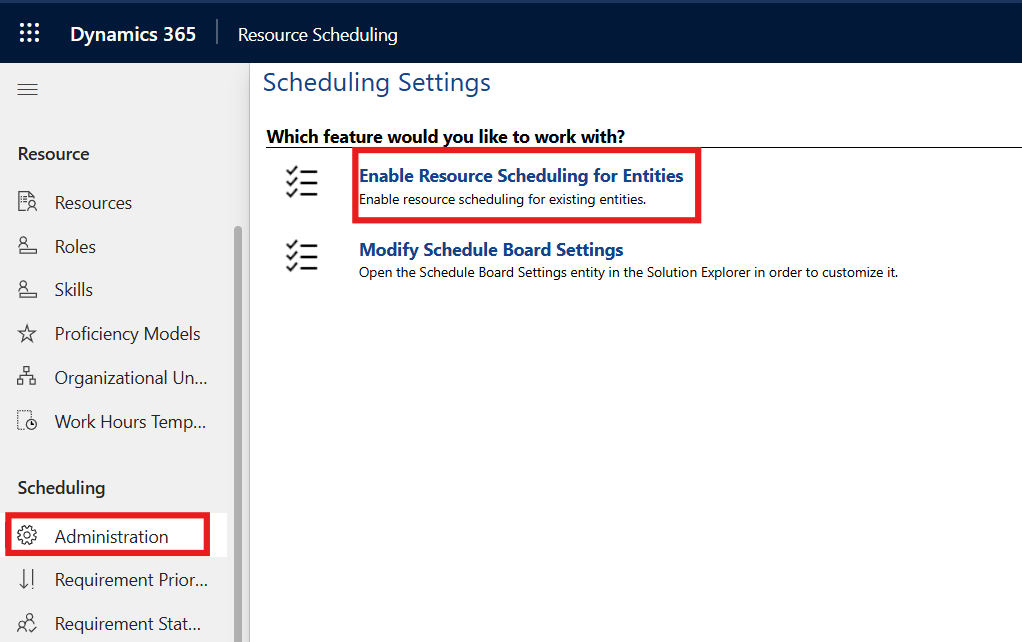 Dynamics 365 Resource Scheduling
Scheduling Settings
Which feature would you like to work with?
Enable Resource Scheduling for Entities
Enable resource scheduling for existing entities.
Modify Schedule Board Settings
Open the Schedule Board Settings entity in the Solution Explorer in order to customize it.
Resource
Resources
Roles
Skills
Proficiency Models
Organizational Un...
Work Hours Temp...
Scheduling
Administration
Requirement Prior...
Requirement Stat...